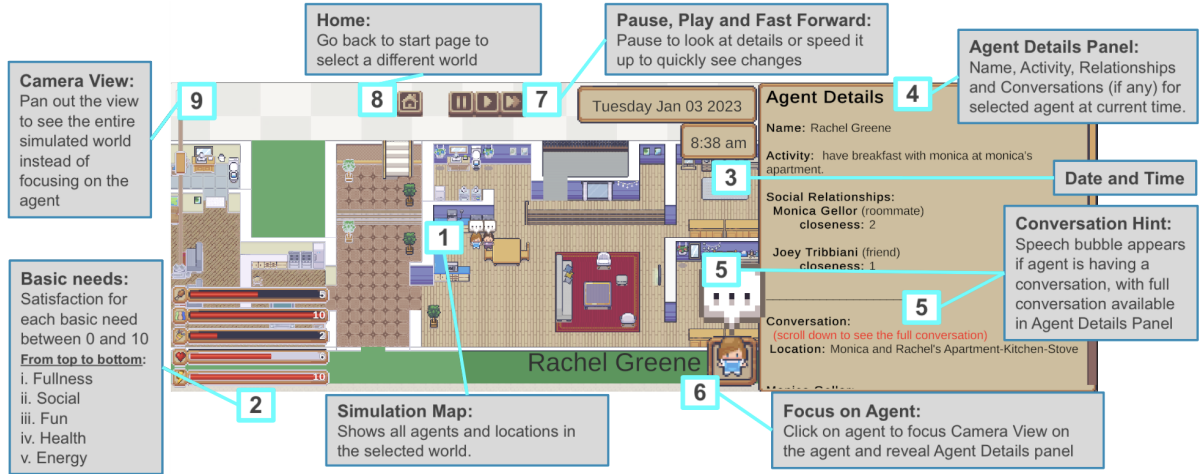 Home:
Go back to start page to
select a different world
Pause, Play and Fast Forward:
Pause to look at details or speed it
up to quickly see changes
Agent Details Panel:
Name, Activity, Relationships
and Conversations (if any) for
selected agent at current time.
Camera View:
Pan out the view
to see the entire
simulated world
instead of
focusing on the
agent
9
8
7
4
Tuesday Jan 03 2023
8:38 am
3
Date and Time
Agent Details
Name: Rachel Greene
Activity: have breakfast with monica at monica's
apartment.
Social Relationships:
Monica Gellor (roommate)
closeness: 2
Joey Tribbiani (friend)
closeness: 1
Conversation:
(scroll down to see the full conversation)
Location: Monica and Rachel's Apartment-Kitchen-Stove
Monica Gellor:
1
5
5
Conversation Hint:
Speech bubble appears
if agent is having a
conversation, with full
conversation available
in Agent Details Panel
Basic needs:
Satisfaction for
each basic need
between 0 and 10
From top to bottom:
i. Fullness
ii. Social
iii. Fun
iv. Health
v. Energy
5
10
2
10
2
Rachel Greene
6
Simulation Map:
Shows all agents and locations in
the selected world.
Focus on Agent:
Click on agent to focus Camera View on
the agent and reveal Agent Details panel